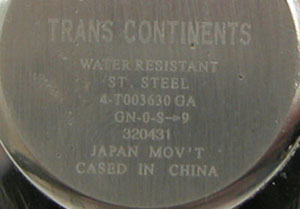 TRANS CONTINENTS
WATER RESISTANT
ST. STEEL
4-T003630 GA
GN-0-S-9
320431
JAPAN MOV'T
CASED IN CHINA